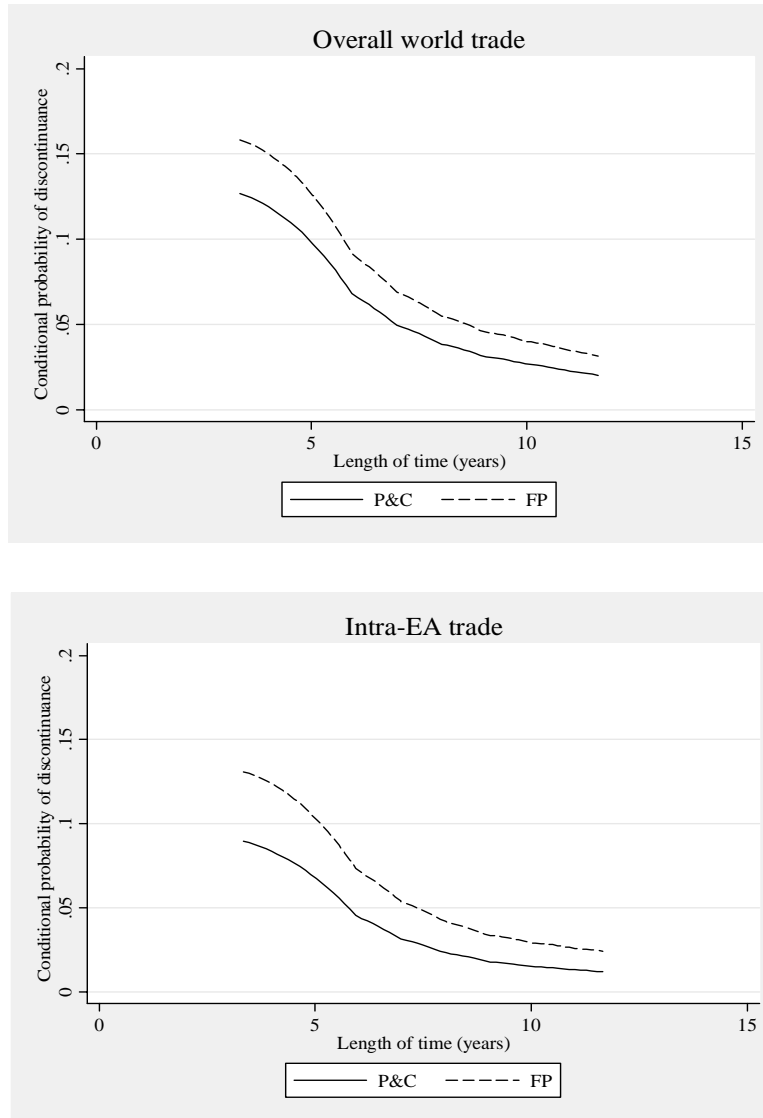 Overall world trade
Conditional probability of discontinuance
.2
.15
.1
.05
0
0 5 10 15
Length of time (years)
P&C FP
Intra-EA trade
Conditional probability of discontinuance
.2
.15
.1
.05
0
0 5 10 15
Length of time (years)
P&C FP